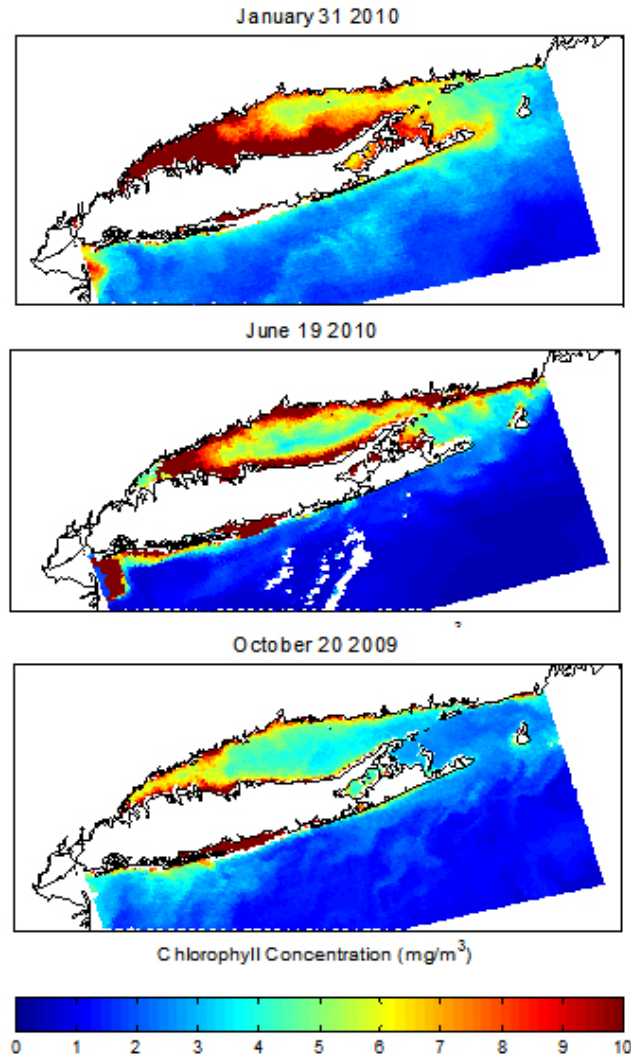 January 31 2010
June 19 2010
October 20 2009
Chlorophyll Concentration (mg/m³)
0 1 2 3 4 5 6 7 8 9 10